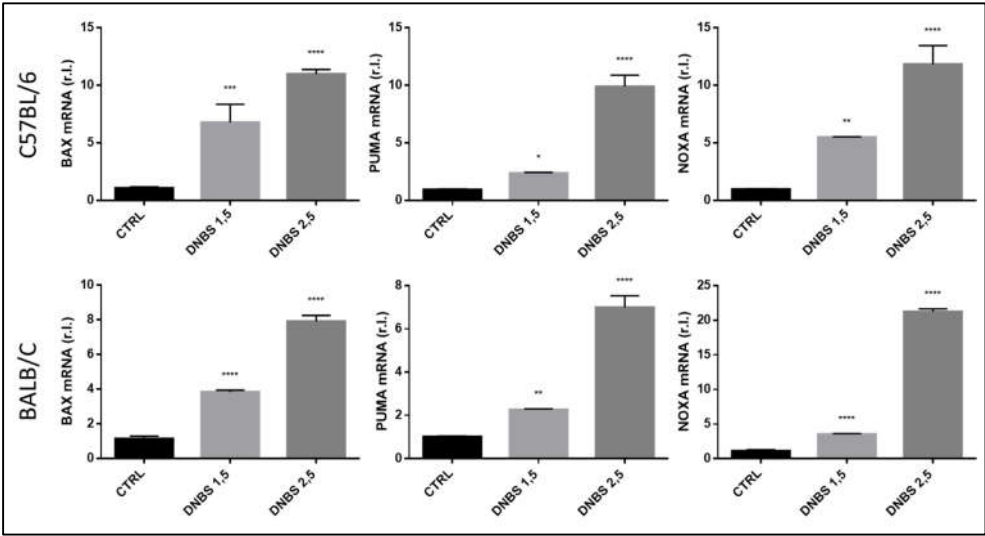 C57BL/6
BAX mRNA (r.l.)
15
10
5
0
***
****
CTRL
DNBS 1,5
DNBS 2,5
PUMA mRNA (r.l.)
15
10
5
0
*
****
CTRL
DNBS 1,5
DNBS 2,5
NOXA mRNA (r.l.)
15
10
5
0
**
****
CTRL
DNBS 1,5
DNBS 2,5
BALB/C
BAX mRNA (r.l.)
10
8
6
4
2
0
****
****
CTRL
DNBS 1,5
DNBS 2,5
PUMA mRNA (r.l.)
8
6
4
2
0
**
****
CTRL
DNBS 1,5
DNBS 2,5
NOXA mRNA (r.l.)
25
20
15
10
5
0
****
****
CTRL
DNBS 1,5
DNBS 2,5